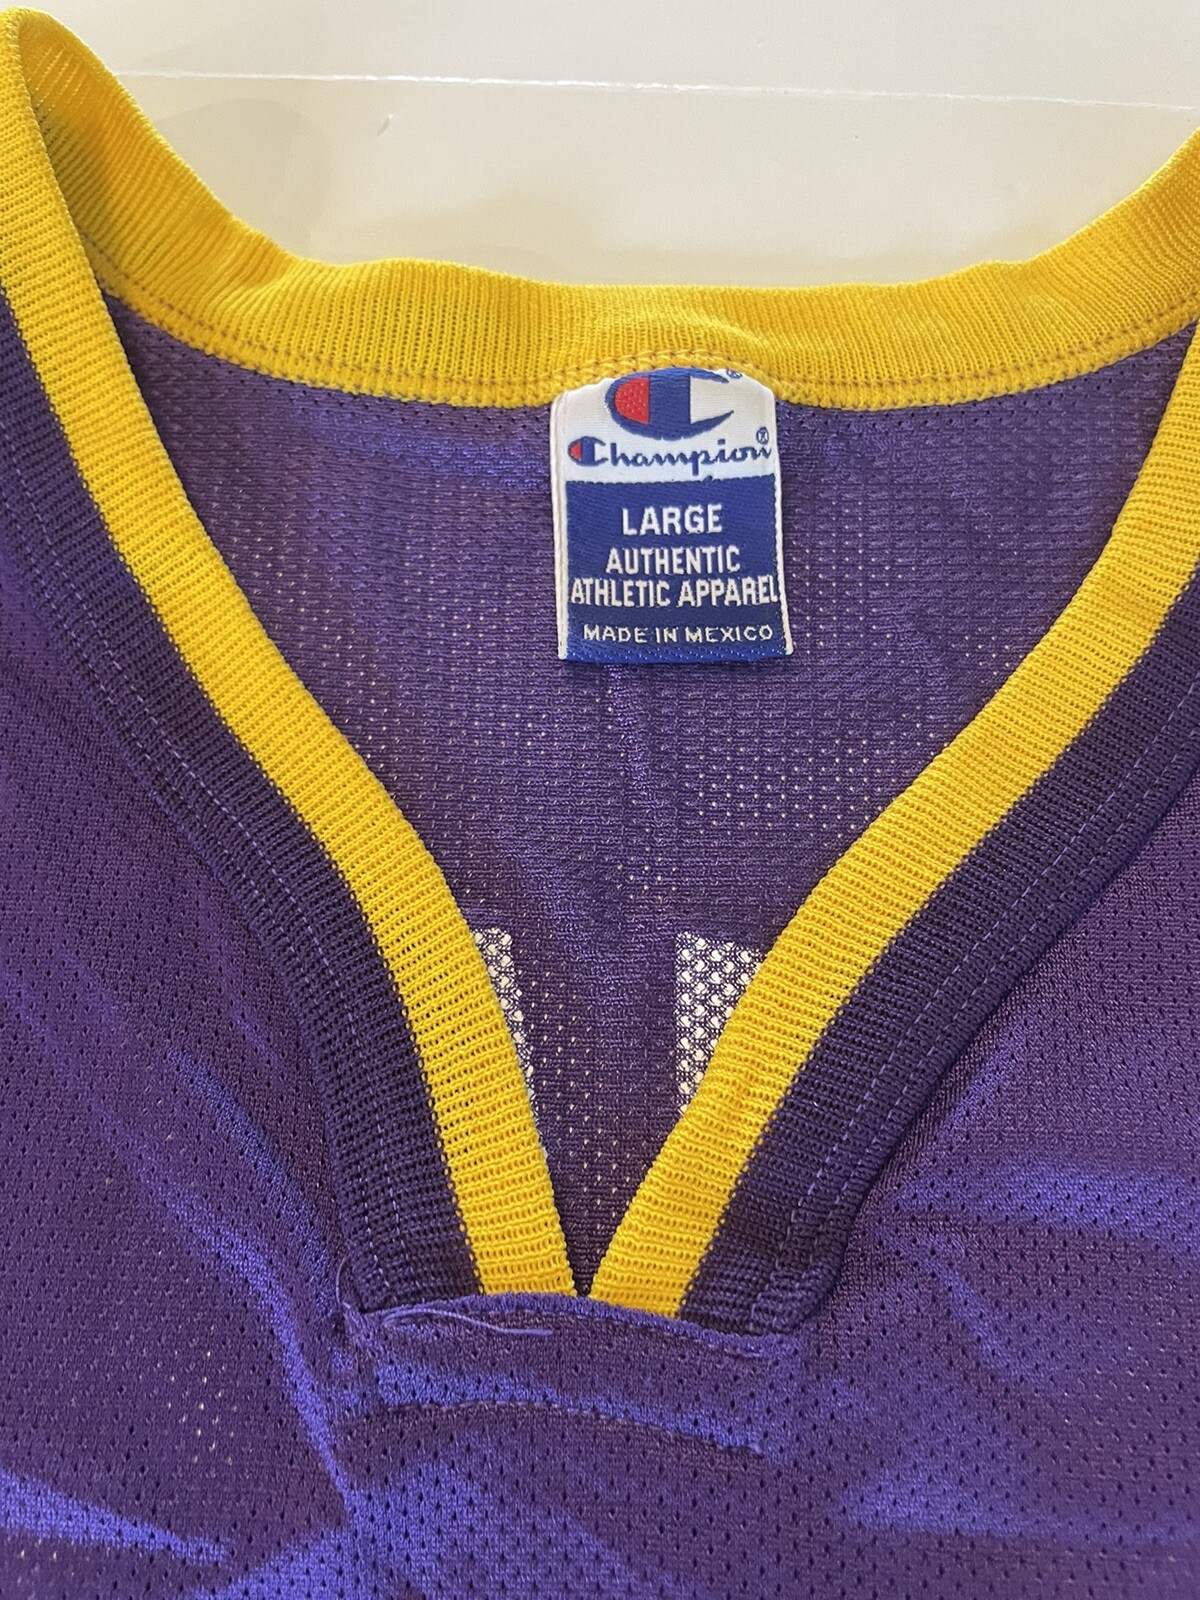 Champion®
LARGE
AUTHENTIC
ATHLETIC APPAREL
MADE IN MEXICO